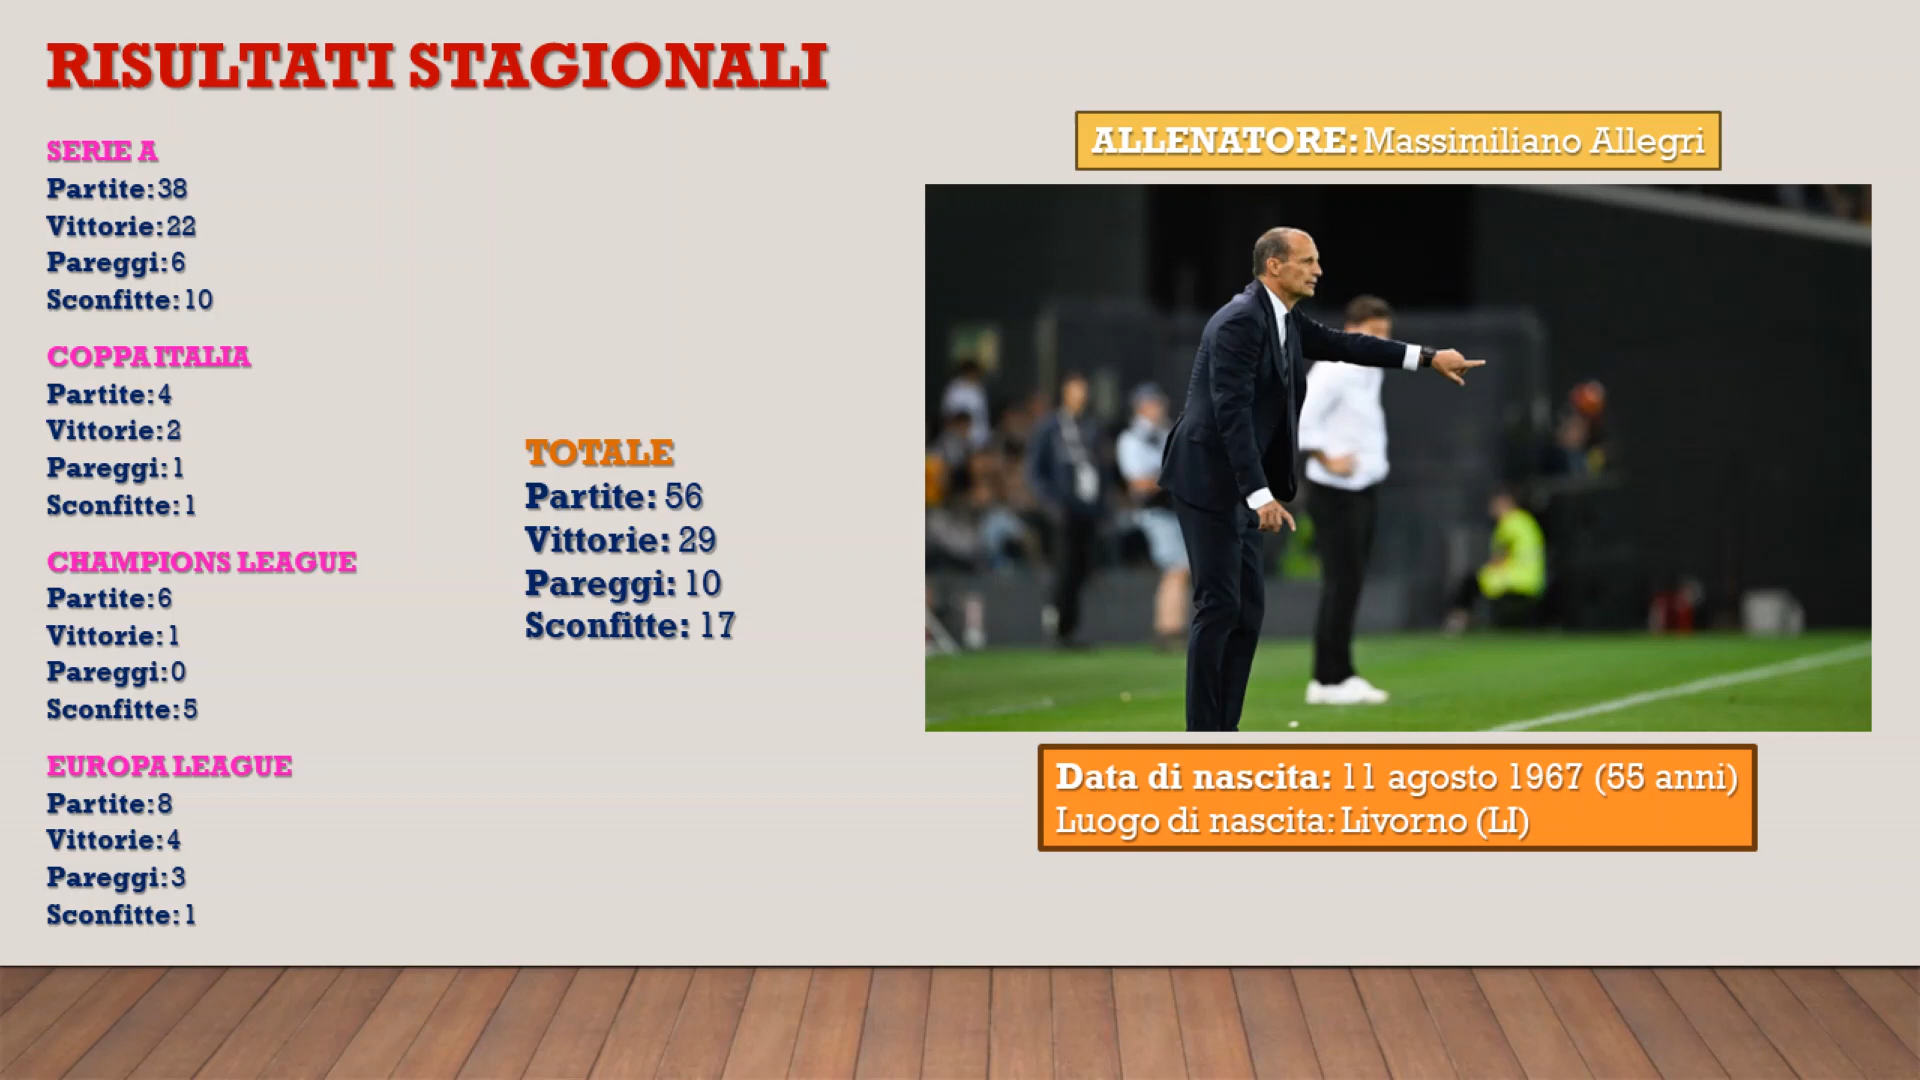 RISULTATI STAGIONALI
SERIE A
Partite: 38
Vittorie: 22
Pareggi: 6
Sconfitte: 10
COPPA ITALIA
Partite: 4
Vittorie: 2
Pareggi: 1
Sconfitte: 1
CHAMPIONS LEAGUE
Partite: 6
Vittorie: 1
Pareggi: 0
Sconfitte: 5
EUROPA LEAGUE
Partite: 8
Vittorie: 4
Pareggi: 3
Sconfitte: 1
TOTALE
Partite: 56
Vittorie: 29
Pareggi: 10
Sconfitte: 17
ALLENATORE: Massimiliano Allegri
Data di nascita: 11 agosto 1967 (55 anni)
Luogo di nascita: Livorno (LI)